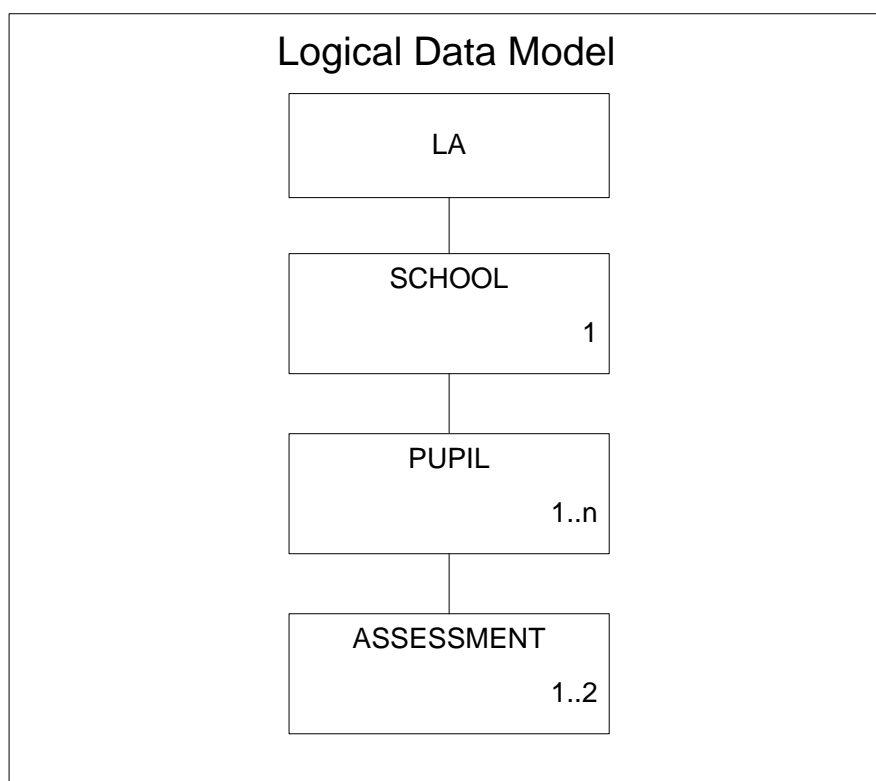 Logical Data Model
LA
SCHOOL
1
PUPIL
1..n
ASSESSMENT
1..2